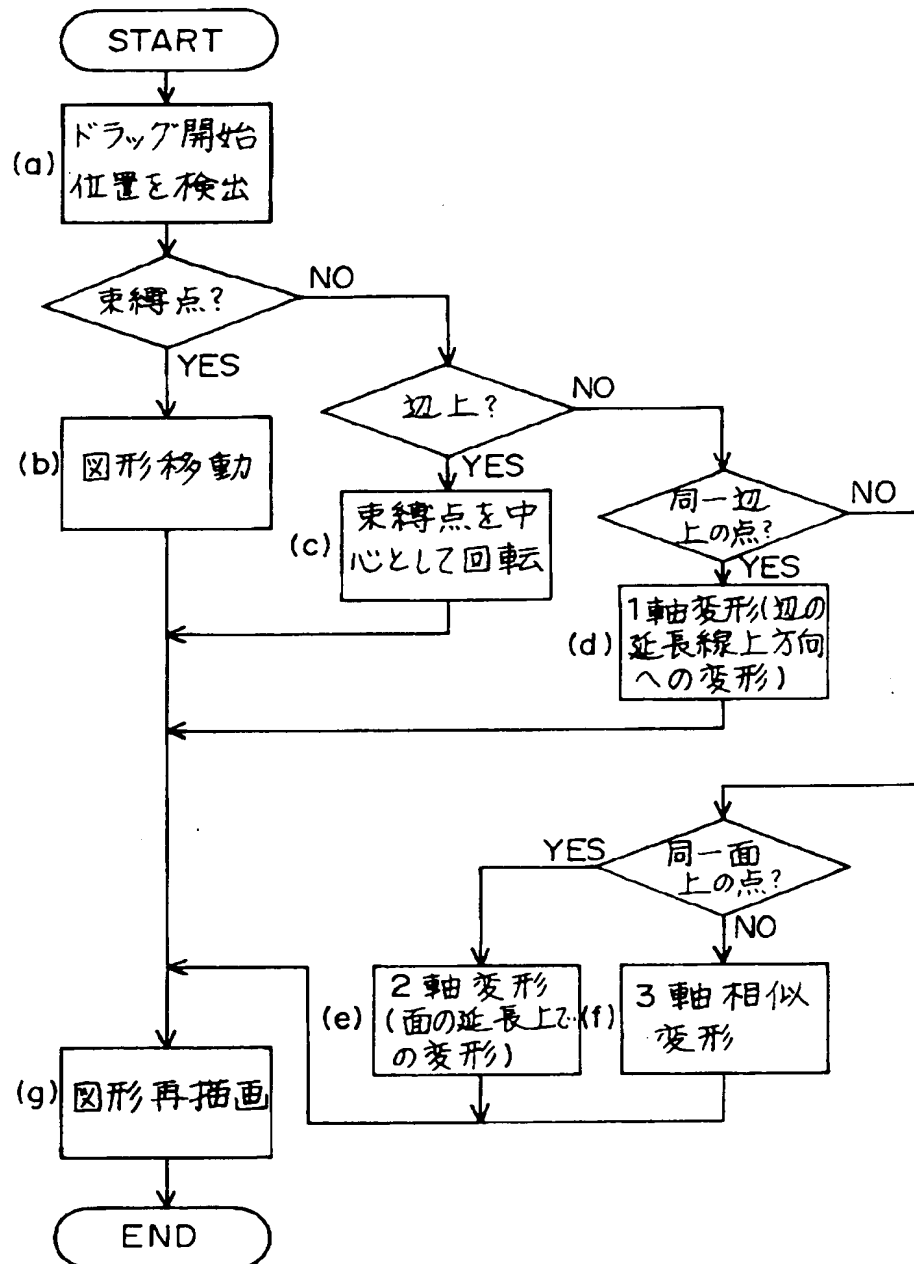 START
(a)
ドラッグ開始
位置を検出
束縛点?
NO
YES
(b)
図形移動
辺上?
NO
YES
(c)
束縛点を中
心として回転
同一辺
上の点?
NO
YES
(d)
1軸変形(辺の
延長線上方向
への変形)
同一面
上の点?
YES
NO
(e)
2軸変形
(面の延長上で
の変形)
(f)
3軸相似
変形
(g)
図形再描画
END